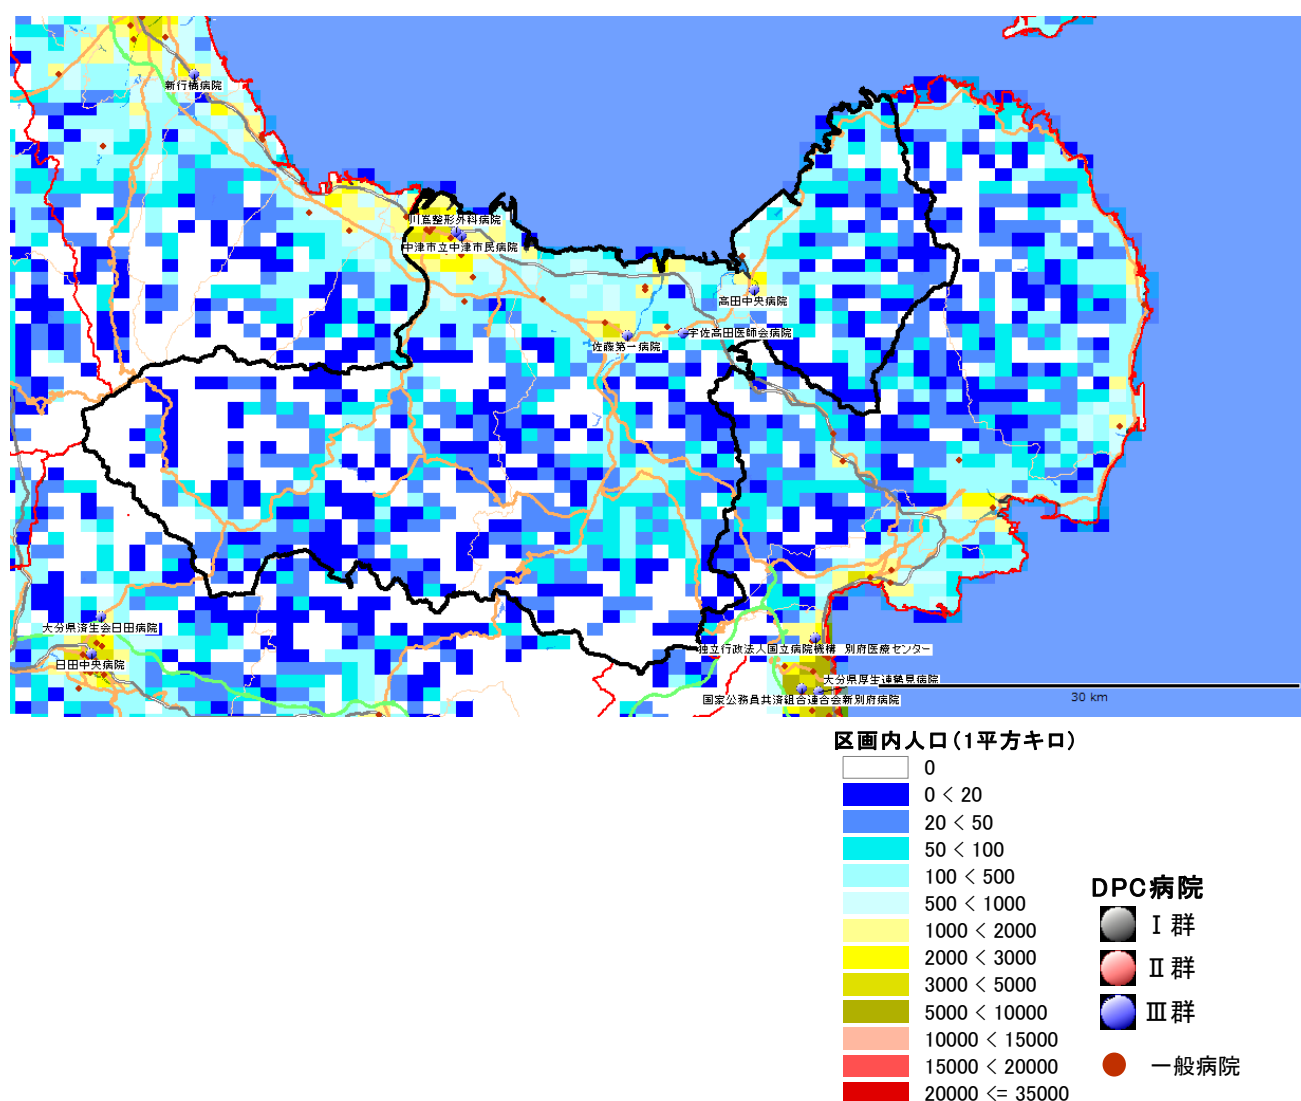 新行橋病院
川嶌整形外科病院
中津市立中津市民病院
高田中央病院
宇佐高田医師会病院
佐藤第一病院
大分県済生会日田病院
日田中央病院
独立行政法人国立病院機構 別府医療センター
大分県厚生連鶴見病院
国家公務員共済組合連合会新別府病院
30 km
区画内人口(1平方キロ)
0
0 < 20
20 < 50
50 < 100
100 < 500
500 < 1000
1000 < 2000
2000 < 3000
3000 < 5000
5000 < 10000
10000 < 15000
15000 < 20000
20000 <= 35000
DPC病院
Ⅰ群
Ⅱ群
Ⅲ群
一般病院